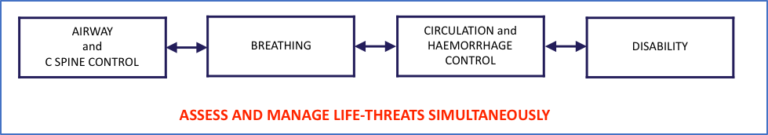 AIRWAY
and
C SPINE CONTROL
BREATHING
CIRCULATION and
HAEMORRHAGE
CONTROL
DISABILITY
ASSESS AND MANAGE LIFE-THREATS SIMULTANEOUSLY